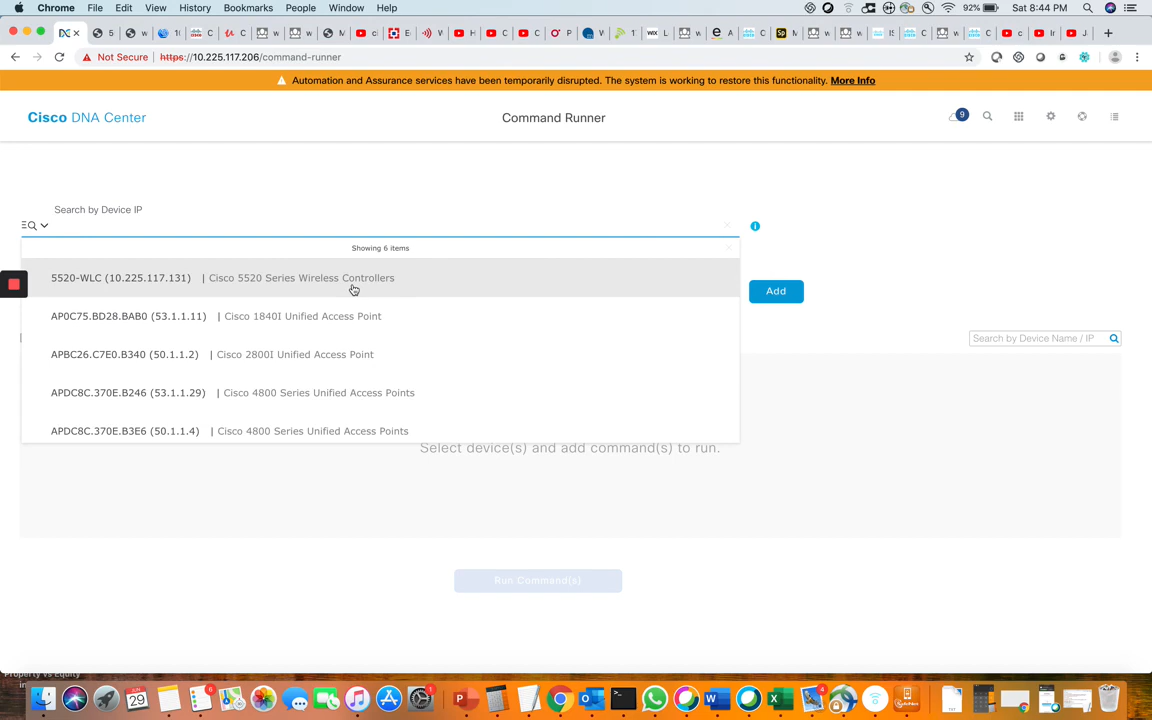 Chrome File Edit View History Bookmarks People Window Help 92% Sat 8:44 PM
Not Secure https://10.225.117.206/command-runner
Automation and Assurance services have been temporarily disrupted. The system is working to restore this functionality. More Info
Cisco DNA Center Command Runner 9
Search by Device IP
Showing 6 items
5520-WLC (10.225.117.131) | Cisco 5520 Series Wireless Controllers
Add
AP0C75.BD28.BAB0 (53.1.1.11) | Cisco 1840I Unified Access Point
Search by Device Name / IP
APBC26.C7E0.B340 (50.1.1.2) | Cisco 2800I Unified Access Point
APDC8C.370E.B246 (53.1.1.29) | Cisco 4800 Series Unified Access Points
APDC8C.370E.B3E6 (50.1.1.4) | Cisco 4800 Series Unified Access Points
Select device(s) and add command(s) to run.
Run Command(s)
Property vs Equity